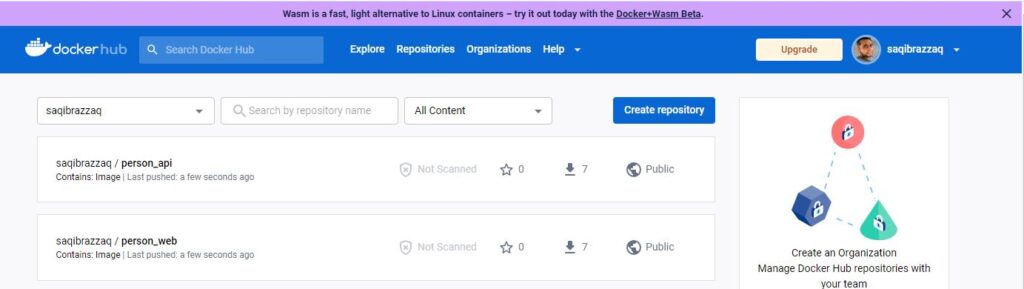 Wasm is a fast, light alternative to Linux containers – try it out today with the Docker+Wasm Beta.
dockerhub
Search Docker Hub
Explore
Repositories
Organizations
Help
Upgrade
saqibrazzaq
saqibrazzaq
Search by repository name
All Content
Create repository
saqibrazzaq / person_api
Contains: Image | Last pushed: a few seconds ago
Not Scanned
0
7
Public
saqibrazzaq / person_web
Contains: Image | Last pushed: a few seconds ago
Not Scanned
0
7
Public
Create an Organization
Manage Docker Hub repositories with
your team